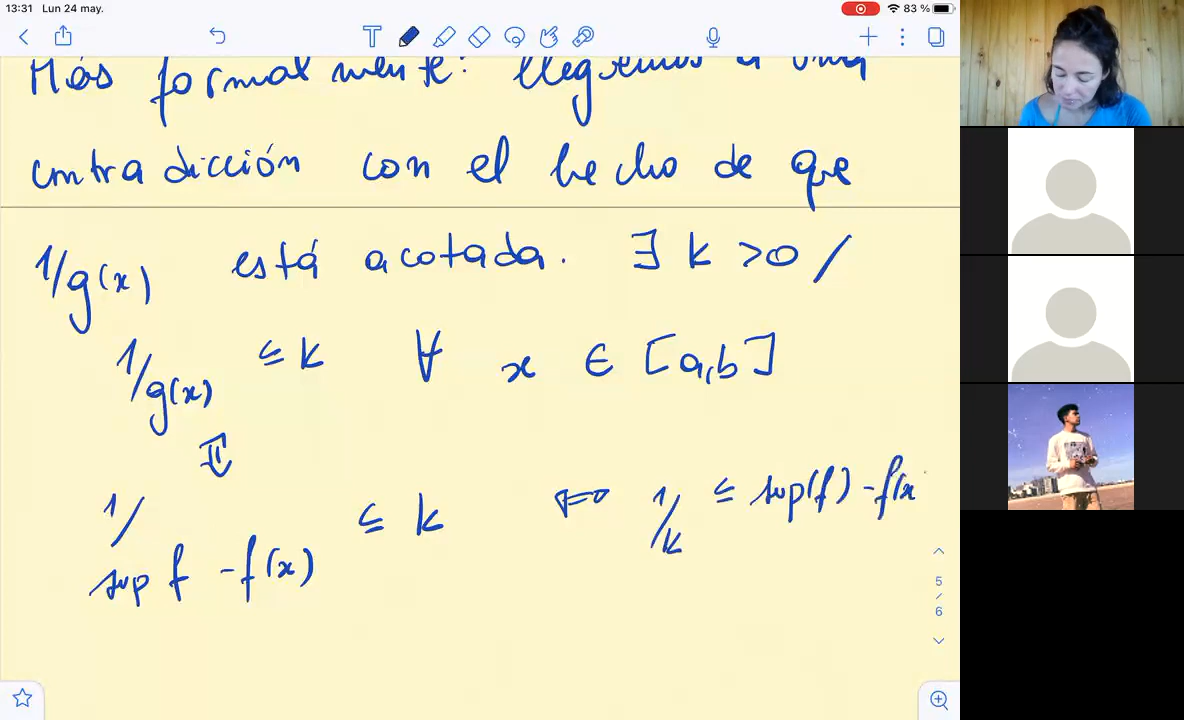 13:31 Lun 24 may. 83 %
Más formalmente: lleguemos a una
contradicción con el hecho de que
1/g(x) está acotada. ∃ k >0 /
1/g(x) ≤ k ∀ x ∈ [a,b]
⇕
1/sup f - f(x) ≤ k ⇔ 1/k ≤ sup(f) - f(x
5
/
6